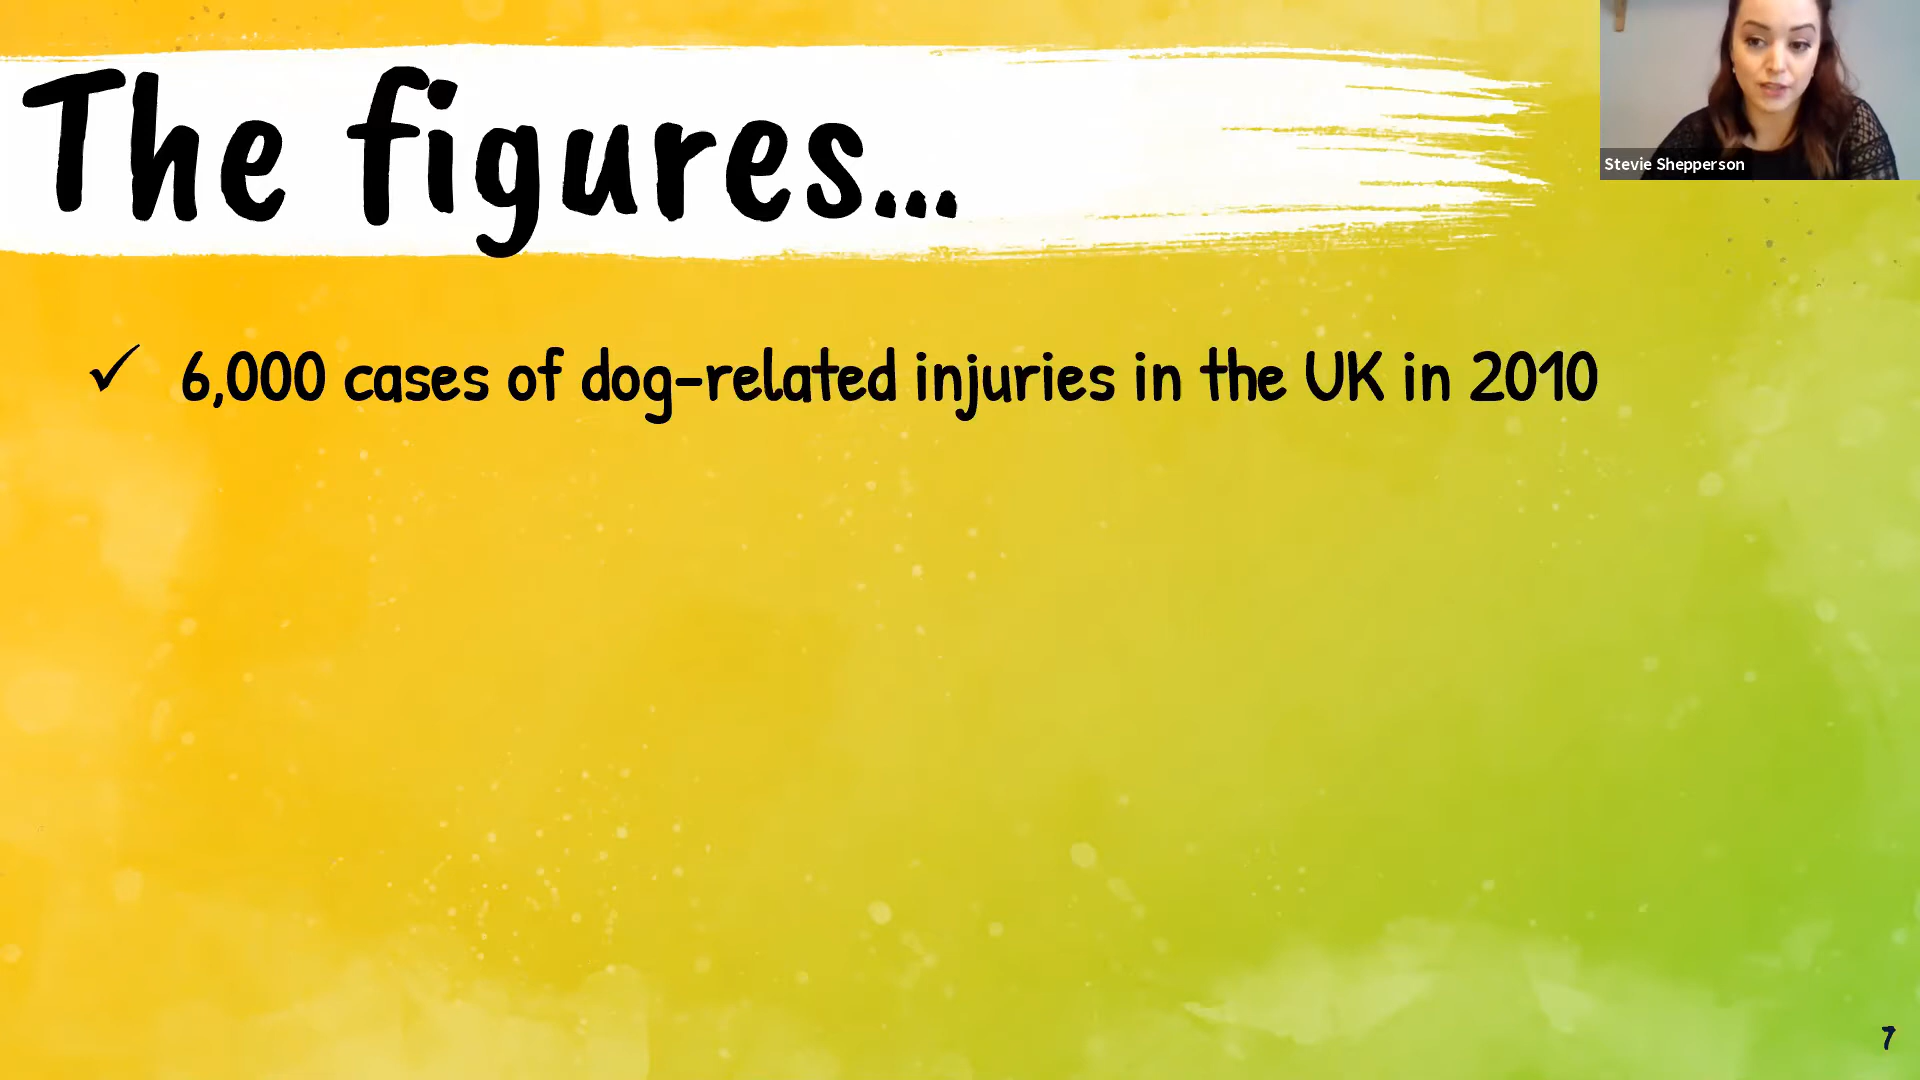 The figures...
Stevie Shepperson
✓ 6,000 cases of dog-related injuries in the UK in 2010
7